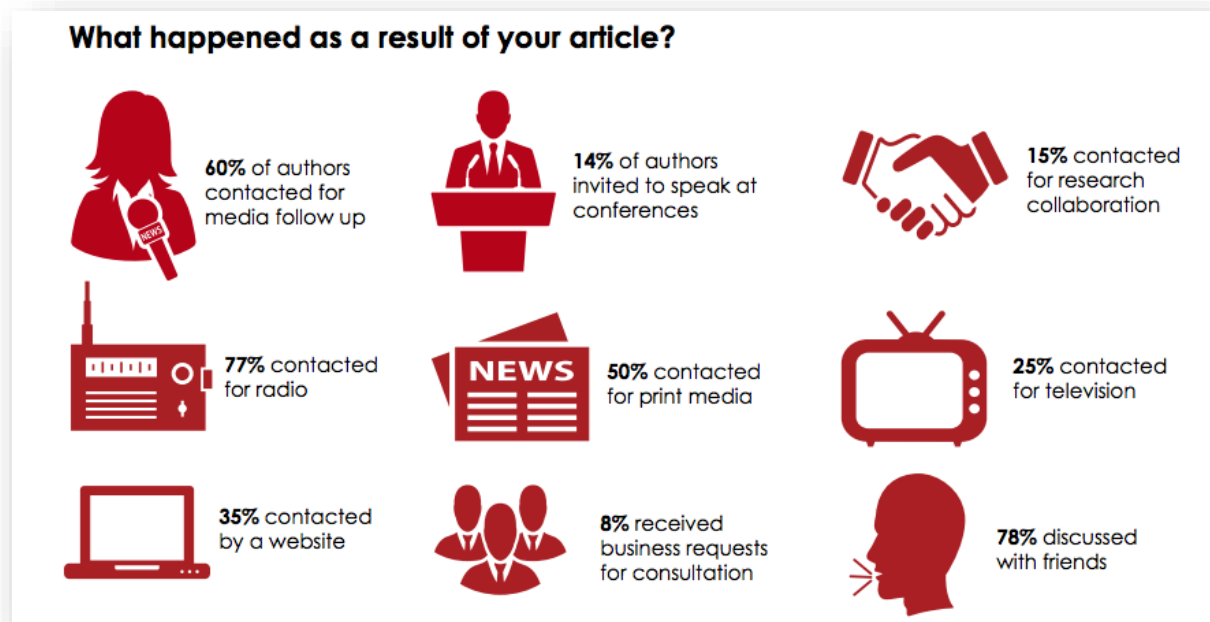 What happened as a result of your article?
60% of authors
contacted for
media follow up
NEWS
14% of authors
invited to speak at
conferences
15% contacted
for research
collaboration
77% contacted
for radio
NEWS
50% contacted
for print media
25% contacted
for television
35% contacted
by a website
8% received
business requests
for consultation
78% discussed
with friends